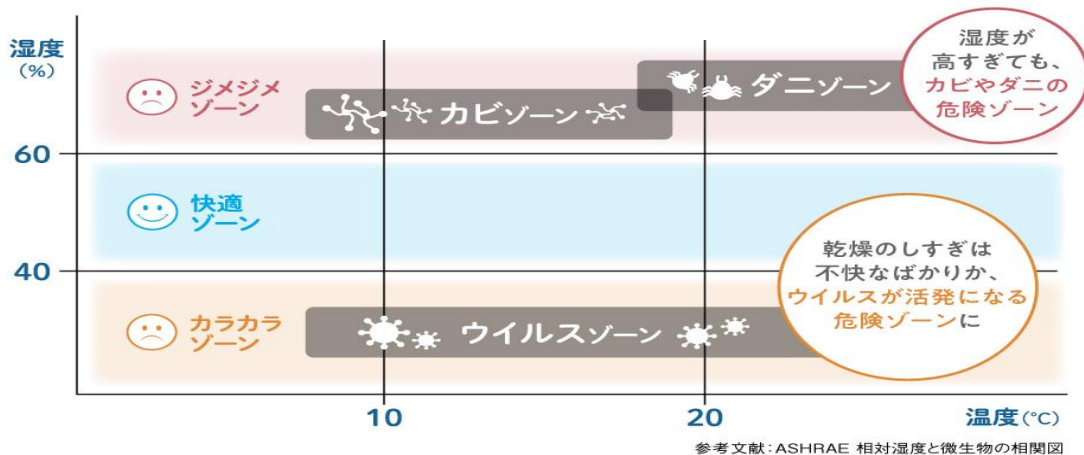 湿度
(%)
ジメジメ
ゾーン
カビゾーン
ダニゾーン
湿度が
高すぎても、
カビやダニの
危険ゾーン
60
快適
ゾーン
40
カラカラ
ゾーン
ウイルスゾーン
乾燥のしすぎは
不快なばかりか、
ウイルスが活発になる
危険ゾーンに
10
20
温度(℃)
参考文献:ASHRAE 相対湿度と微生物の相関図